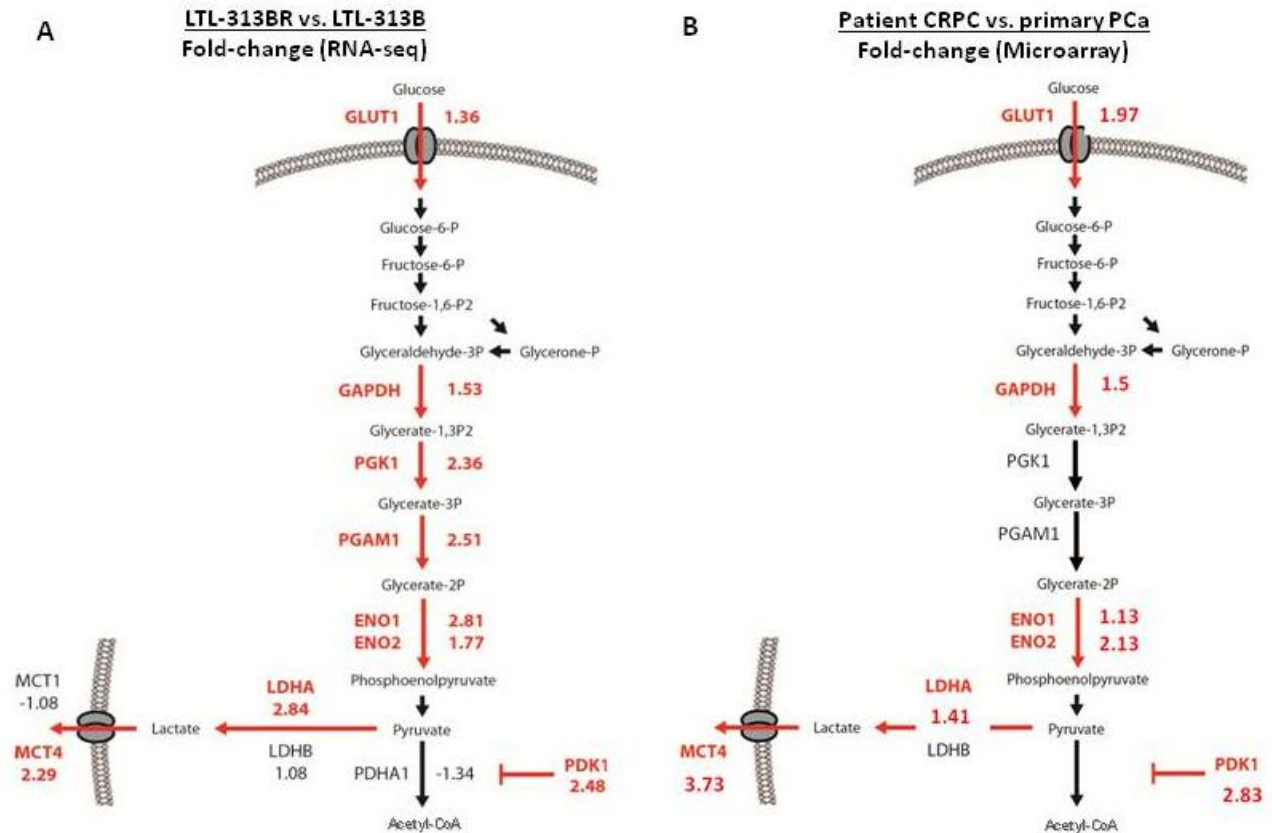 A
LTL-313BR vs. LTL-313B
Fold-change (RNA-seq)
Glucose
GLUT1 1.36
Glucose-6-P
Fructose-6-P
Fructose-1,6-P2
Glyceraldehyde-3P Glycerone-P
GAPDH 1.53
Glycerate-1,3P2
PGK1 2.36
Glycerate-3P
PGAM1 2.51
Glycerate-2P
ENO1 2.81
ENO2 1.77
Phosphoenolpyruvate
MCT1
-1.08
LDHA
2.84
Lactate
Pyruvate
MCT4
2.29
LDHB
1.08
PDHA1 -1.34
PDK1
2.48
Acetyl-CoA
B
Patient CRPC vs. primary PCa
Fold-change (Microarray)
Glucose
GLUT1 1.97
Glucose-6-P
Fructose-6-P
Fructose-1,6-P2
Glyceraldehyde-3P Glycerone-P
GAPDH 1.5
Glycerate-1,3P2
PGK1
Glycerate-3P
PGAM1
Glycerate-2P
ENO1 1.13
ENO2 2.13
Phosphoenolpyruvate
LDHA
1.41
Lactate
Pyruvate
MCT4
3.73
LDHB
PDK1
2.83
Acetyl-CoA